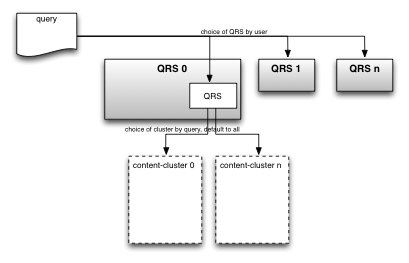 query
choice of QRS by user
QRS 0
QRS 1
QRS n
QRS
choice of cluster by query, default to all
content-cluster 0
content-cluster n